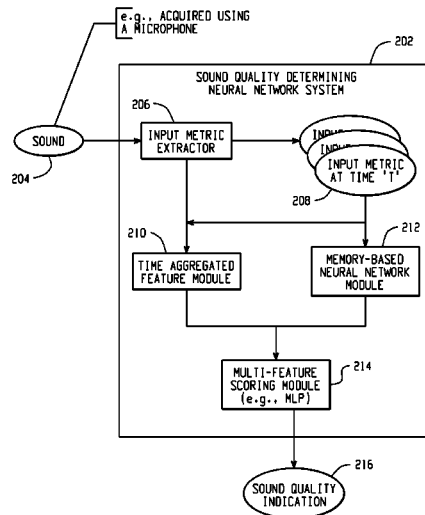 e.g., ACQUIRED USING
A MICROPHONE
202
SOUND QUALITY DETERMINING
NEURAL NETWORK SYSTEM
206
SOUND
204
INPUT METRIC
EXTRACTOR
INPUT
INPUT
INPUT METRIC
AT TIME 'T'
208
210
212
TIME AGGREGATED
FEATURE MODULE
MEMORY-BASED
NEURAL NETWORK
MODULE
214
MULTI-FEATURE
SCORING MODULE
(e.g., MLP)
216
SOUND QUALITY
INDICATION